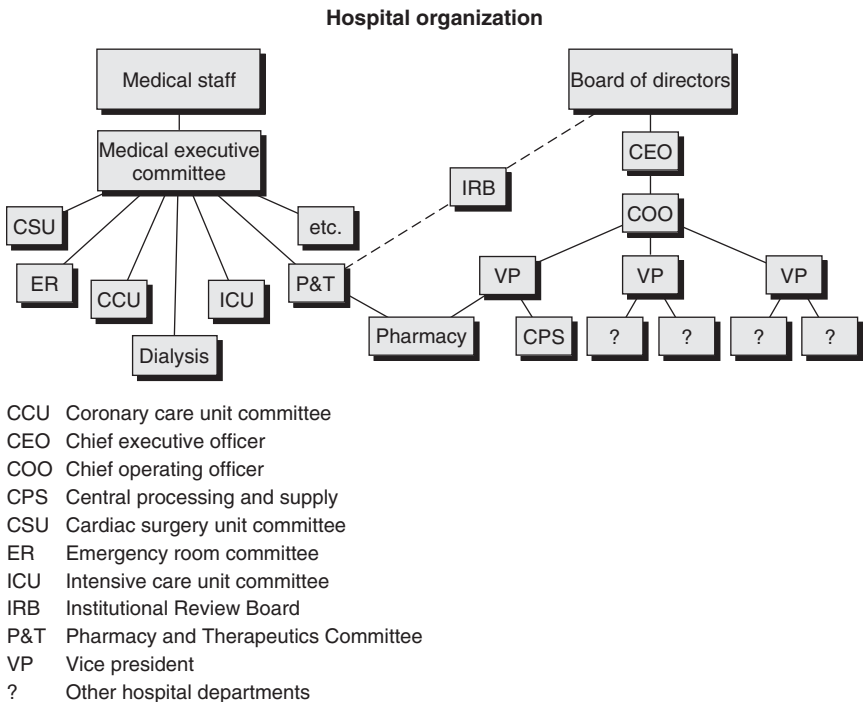 Hospital organization
Medical staff
Board of directors
Medical executive
committee
CEO
IRB
COO
CSU
etc.
ER
CCU
ICU
P&T
VP
VP
VP
Dialysis
Pharmacy
CPS
?
?
?
?
CCU Coronary care unit committee
CEO Chief executive officer
COO Chief operating officer
CPS Central processing and supply
CSU Cardiac surgery unit committee
ER Emergency room committee
ICU Intensive care unit committee
IRB Institutional Review Board
P&T Pharmacy and Therapeutics Committee
VP Vice president
? Other hospital departments